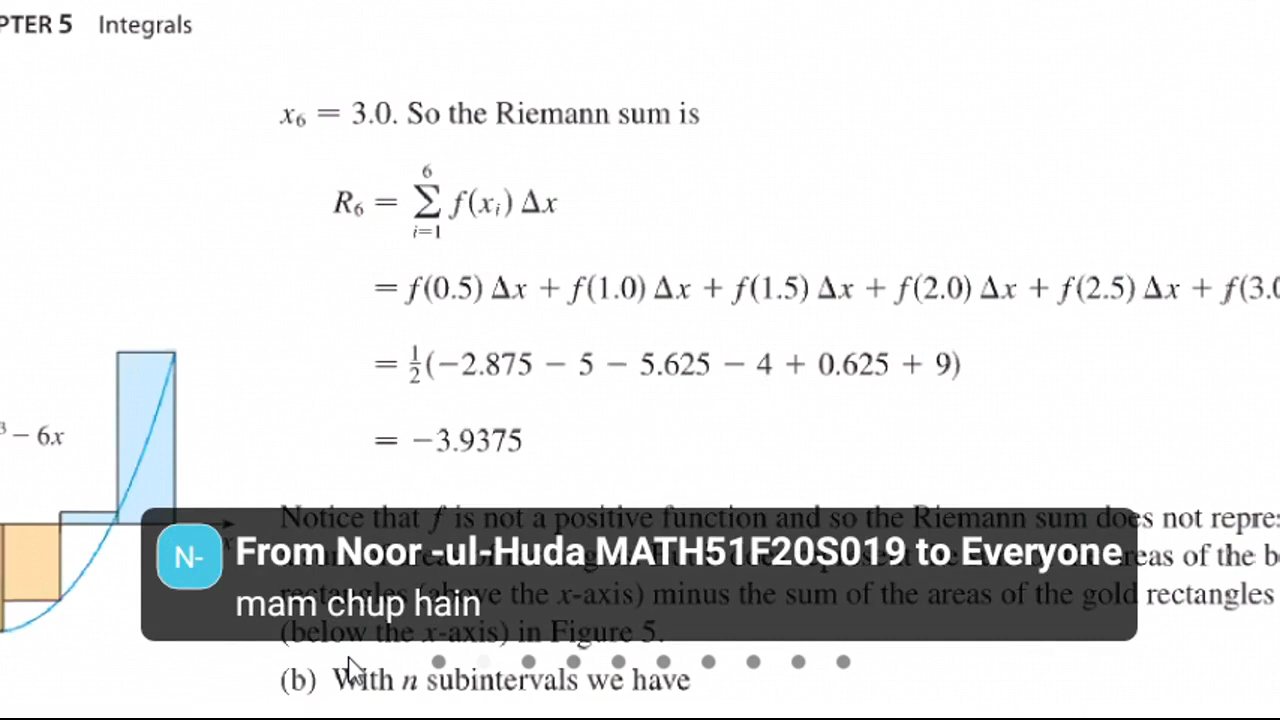 PTER 5 Integrals
x₆ = 3.0. So the Riemann sum is
R₆ = ∑ᵢ₌₁⁶ f(xᵢ) Δx
= f(0.5) Δx + f(1.0) Δx + f(1.5) Δx + f(2.0) Δx + f(2.5) Δx + f(3.0
= ½(−2.875 − 5 − 5.625 − 4 + 0.625 + 9)
³ − 6x
= −3.9375
Notice that f is not a positive function and so the Riemann sum does not repre
N- From Noor -ul-Huda MATH51F20S019 to Everyone
reas of the b
mam chup hain
the x-axis) minus the sum of the areas of the gold rectangles
(below the x-axis) in Figure 5.
(b) With n subintervals we have